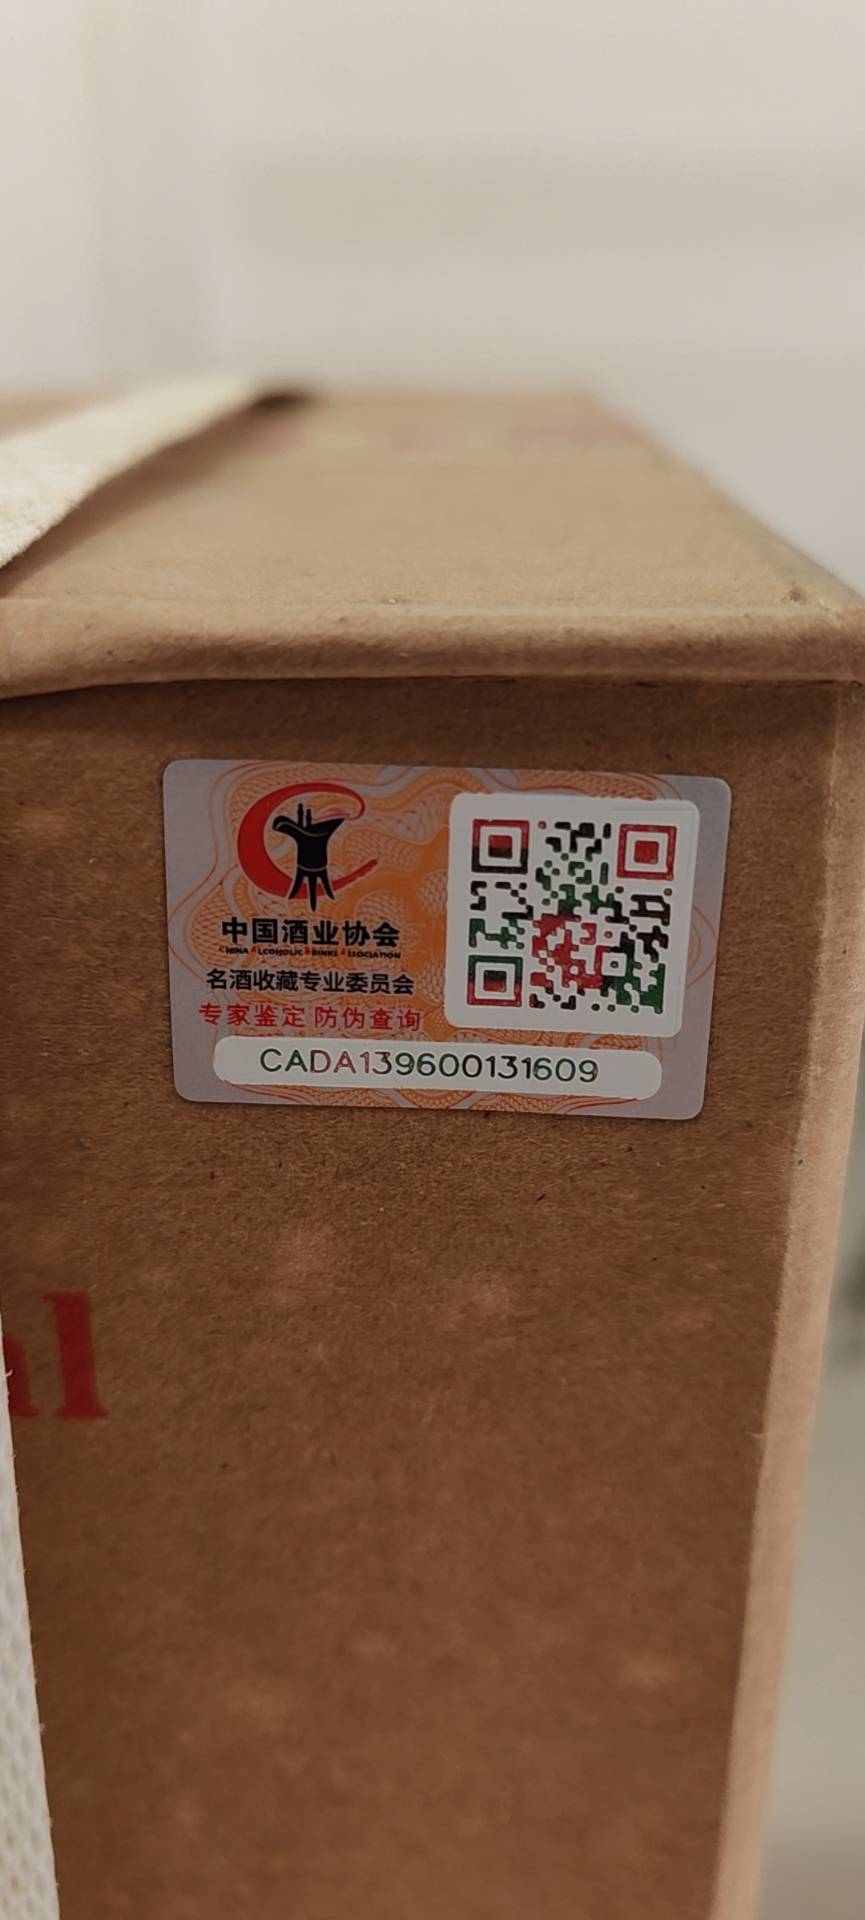 中国酒业协会
CHINA ALCOHOLIC DRINKS ASSOCIATION
名酒收藏专业委员会
专家鉴定 防伪查询
CADA139600131609
al